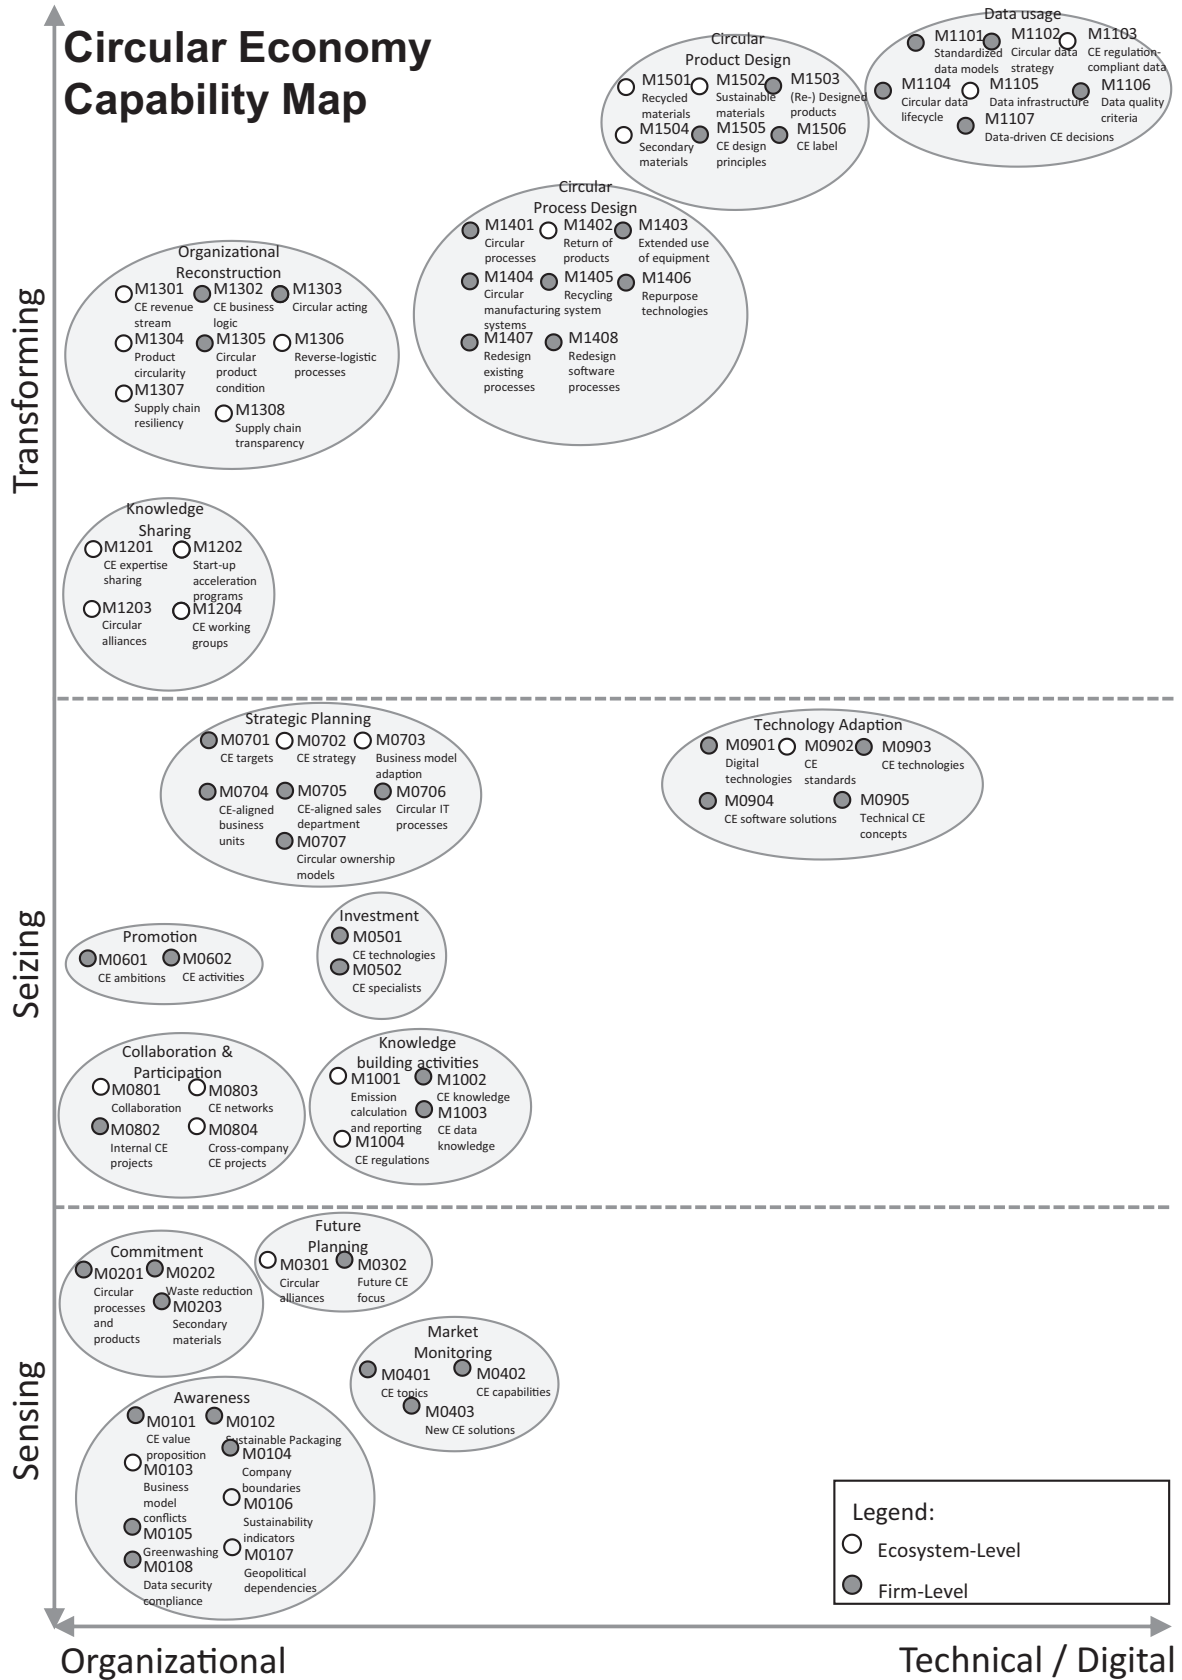 Circular Economy
Capability Map
Transforming
Seizing
Sensing
Data usage
M1101
Standardized
data models
M1102
Circular data
strategy
M1103
CE regulation-
compliant data
M1104
Circular data
lifecycle
M1105
Data infrastructure
M1106
Data quality
criteria
M1107
Data-driven CE decisions
Circular
Product Design
M1501
Recycled
materials
M1502
Sustainable
materials
M1503
(Re-) Designed
products
M1504
Secondary
materials
M1505
CE design
principles
M1506
CE label
Circular
Process Design
M1401
Circular
processes
M1402
Return of
products
M1403
Extended use
of equipment
M1404
Circular
manufacturing
systems
M1405
Recycling
system
M1406
Repurpose
technologies
M1407
Redesign
existing
processes
M1408
Redesign
software
processes
Organizational
Reconstruction
M1301
CE revenue
stream
M1302
CE business
logic
M1303
Circular acting
M1304
Product
circularity
M1305
Circular
product
condition
M1306
Reverse-logistic
processes
M1307
Supply chain
resiliency
M1308
Supply chain
transparency
Knowledge
Sharing
M1201
CE expertise
sharing
M1202
Start-up
acceleration
programs
M1203
Circular
alliances
M1204
CE working
groups
Strategic Planning
M0701
CE targets
M0702
CE strategy
M0703
Business model
adaption
M0704
CE-aligned
business
units
M0705
CE-aligned sales
department
M0706
Circular IT
processes
M0707
Circular ownership
models
Technology Adaption
M0901
Digital
technologies
M0902
CE
standards
M0903
CE technologies
M0904
CE software solutions
M0905
Technical CE
concepts
Investment
M0501
CE technologies
M0502
CE specialists
Promotion
M0601
CE ambitions
M0602
CE activities
Collaboration &
Participation
M0801
Collaboration
M0803
CE networks
M0802
Internal CE
projects
M0804
Cross-company
CE projects
Knowledge
building activities
M1001
Emission
calculation
and reporting
M1002
CE knowledge
M1003
CE data
knowledge
M1004
CE regulations
Future
Planning
M0301
Circular
alliances
M0302
Future CE
focus
Commitment
M0201
Circular
processes
and
products
M0202
Waste reduction
M0203
Secondary
materials
Market
Monitoring
M0401
CE topics
M0402
CE capabilities
M0403
New CE solutions
Awareness
M0101
CE value
proposition
M0102
Sustainable Packaging
M0103
Business
model
conflicts
M0104
Company
boundaries
M0105
Greenwashing
M0106
Sustainability
indicators
M0107
Geopolitical
dependencies
M0108
Data security
compliance
Legend:
Ecosystem-Level
Firm-Level
Organizational
Technical / Digital